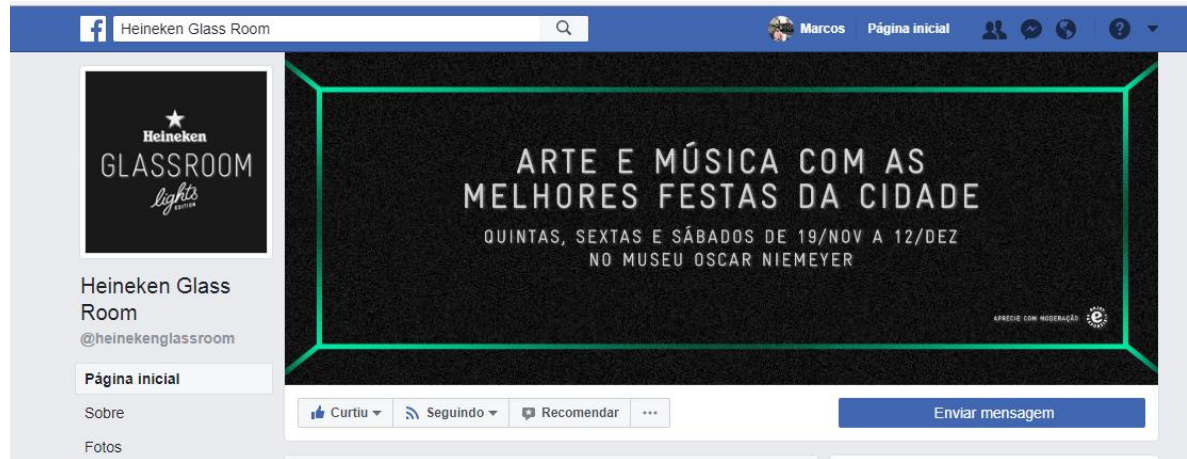 Heineken Glass Room
Marcos Página inicial
Heineken
GLASSROOM
lights
EDITION
ARTE E MÚSICA COM AS
MELHORES FESTAS DA CIDADE
QUINTAS, SEXTAS E SÁBADOS DE 19/NOV A 12/DEZ
NO MUSEU OSCAR NIEMEYER
APRECIE COM MODERAÇÃO
Heineken Glass
Room
@heinekenglassroom
Página inicial
Sobre
Fotos
Curtiu Seguindo Recomendar ... Enviar mensagem